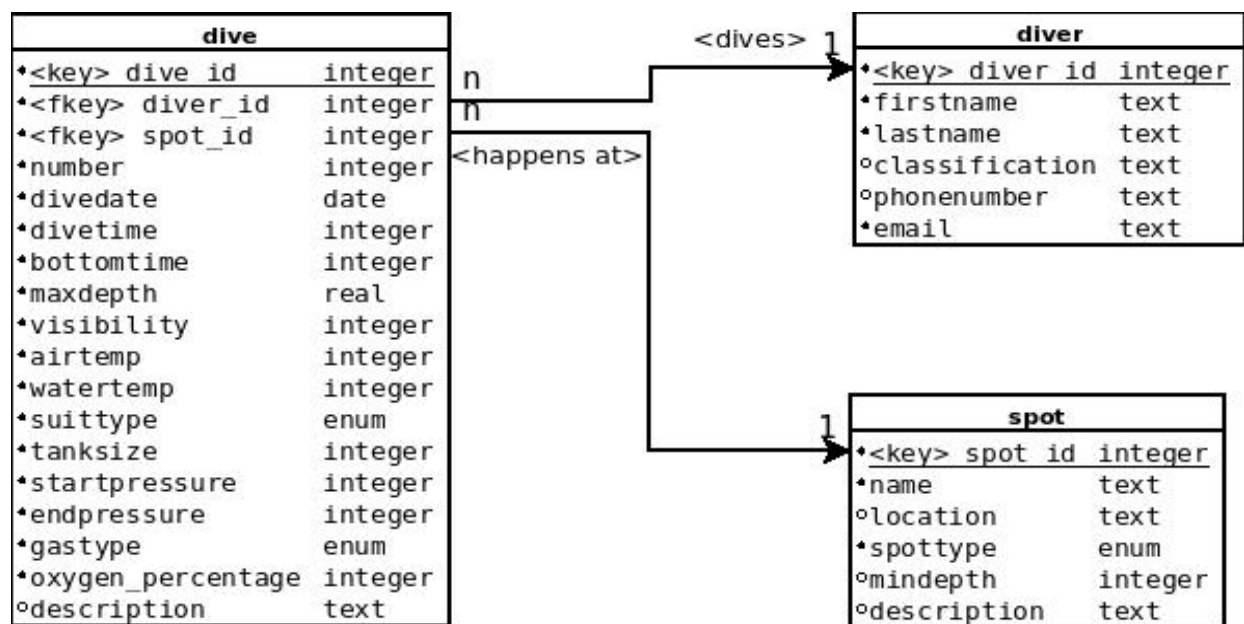 dive
<key> dive_id integer
<fkey> diver_id integer
<fkey> spot_id integer
number integer
divedate date
divetime integer
bottomtime integer
maxdepth real
visibility integer
airtemp integer
watertemp integer
suittype enum
tanksize integer
startpressure integer
endpressure integer
gastype enum
oxygen_percentage integer
description text
n
n
<dives>
1
<happens at>
1
diver
<key> diver_id integer
firstname text
lastname text
classification text
phonenumber text
email text
spot
<key> spot_id integer
name text
location text
spottype enum
mindepth integer
description text